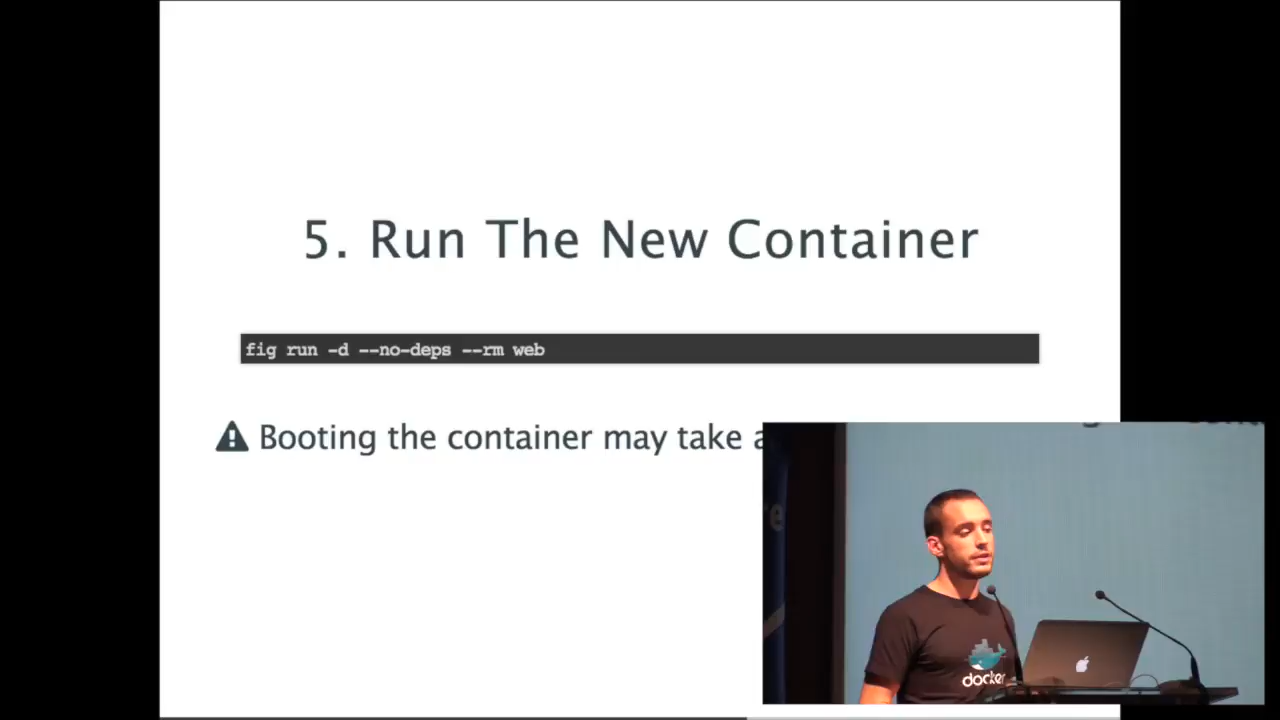 5. Run The New Container
fig run -d --no-deps --rm web
Booting the container may take
docker